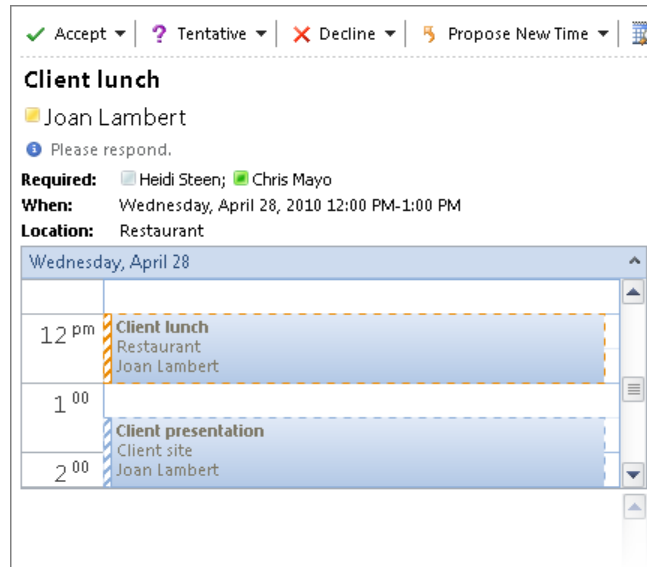 Accept Tentative Decline Propose New Time
Client lunch
Joan Lambert
Please respond.
Required: Heidi Steen; Chris Mayo
When: Wednesday, April 28, 2010 12:00 PM-1:00 PM
Location: Restaurant
Wednesday, April 28
12 pm
Client lunch
Restaurant
Joan Lambert
1 00
Client presentation
Client site
2 00
Joan Lambert